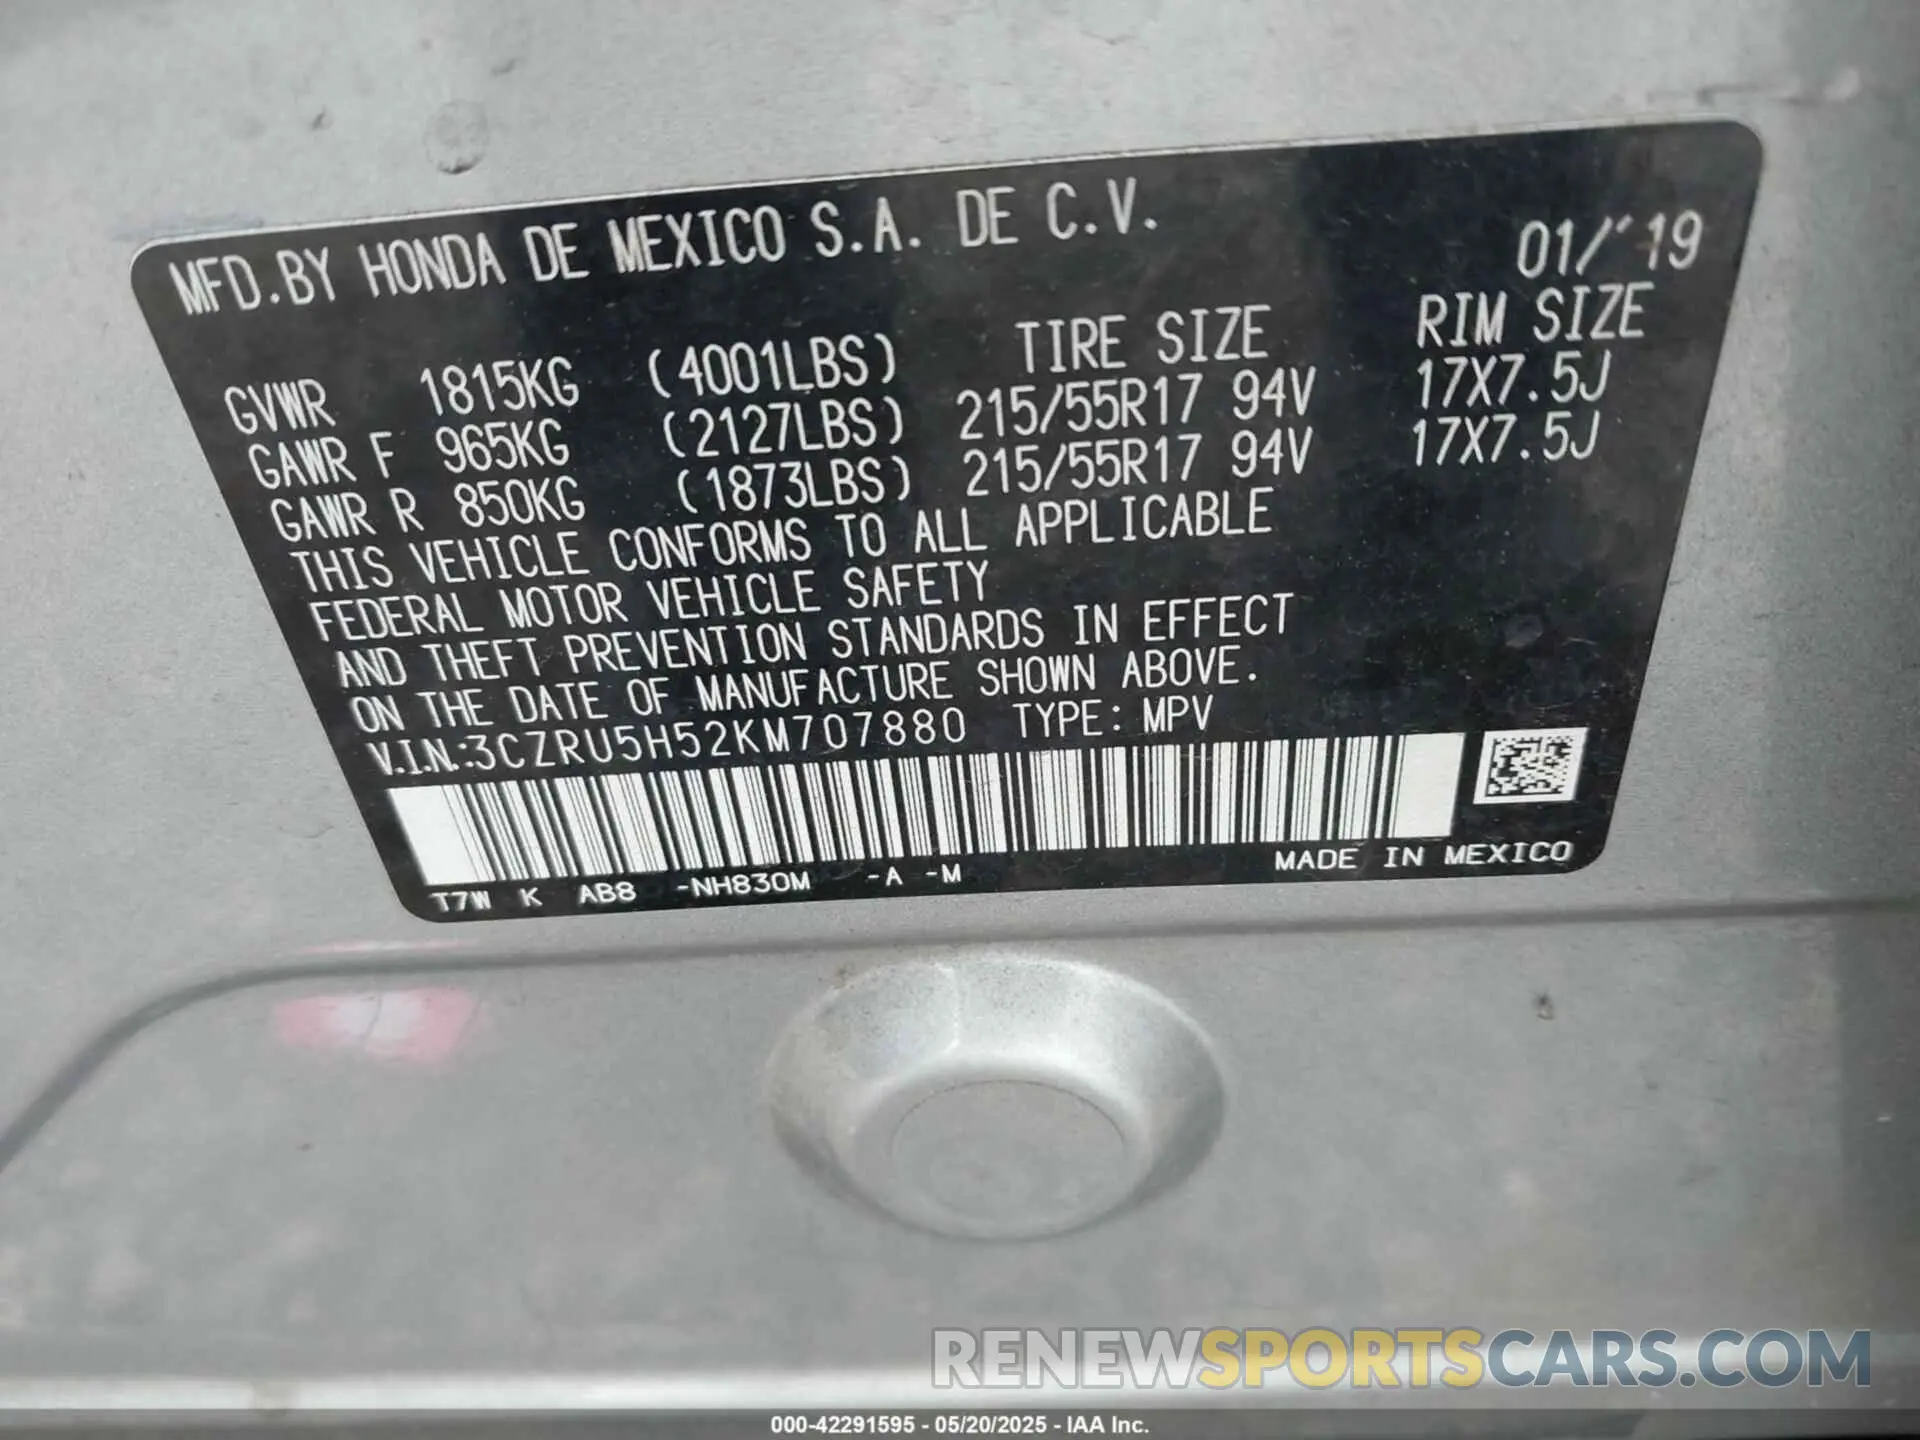 MFD.BY HONDA DE MEXICO S.A. DE C.V. 01/'19
TIRE SIZE RIM SIZE
GVWR 1815KG (4001LBS)
GAWR F 965KG (2127LBS) 215/55R17 94V 17X7.5J
GAWR R 850KG (1873LBS) 215/55R17 94V 17X7.5J
THIS VEHICLE CONFORMS TO ALL APPLICABLE
FEDERAL MOTOR VEHICLE SAFETY
AND THEFT PREVENTION STANDARDS IN EFFECT
ON THE DATE OF MANUFACTURE SHOWN ABOVE.
V.I.N.:3CZRU5H52KM707880 TYPE: MPV
T7W K AB8 -NH830M -A -M MADE IN MEXICO
RENEWSPORTSCARS.COM
000-42291595 - 05/20/2025 - IAA Inc.